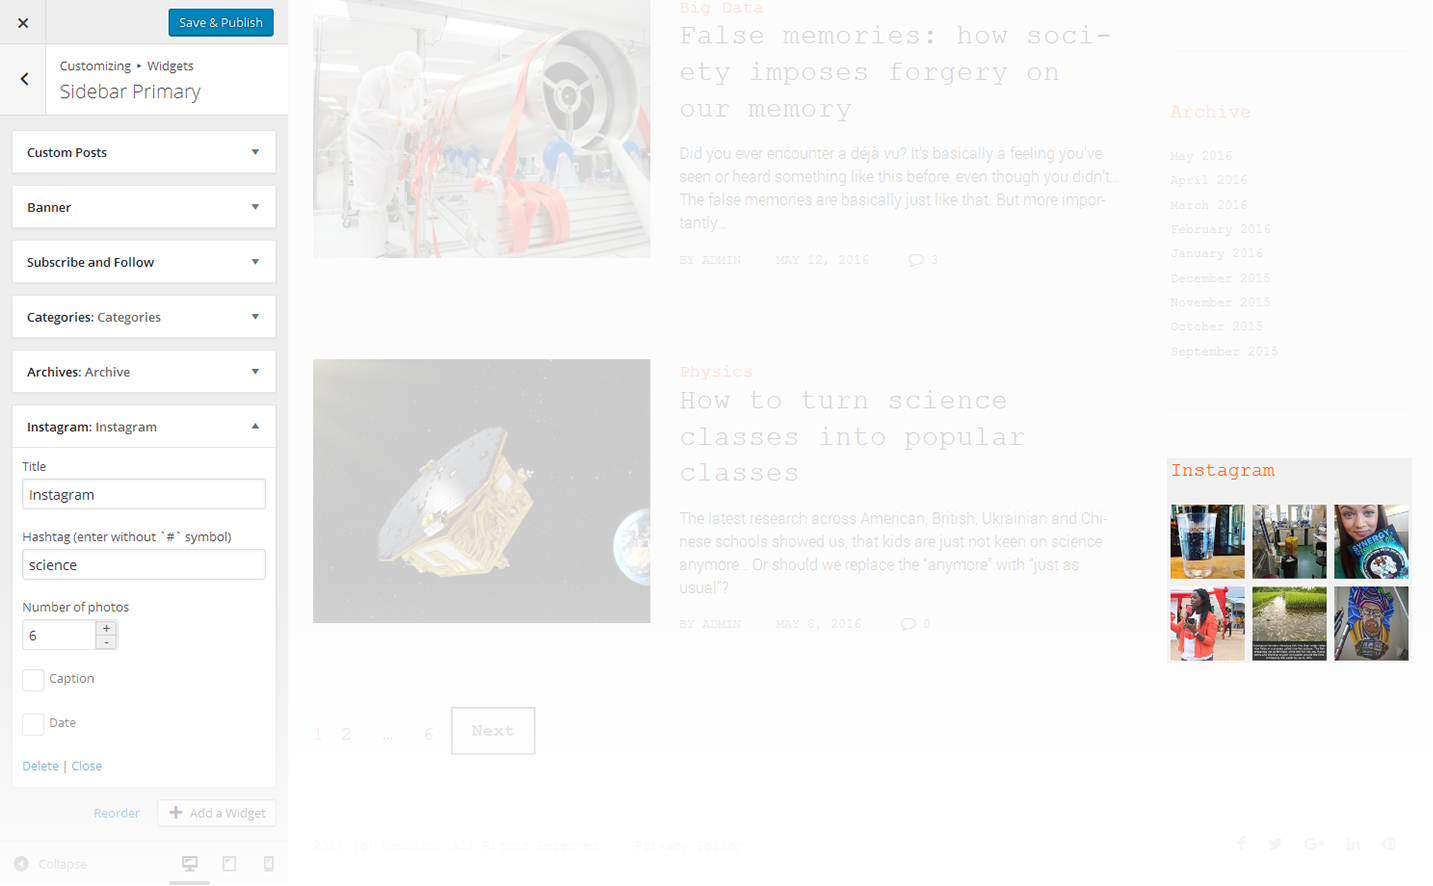 Save & Publish
Customizing ▸ Widgets
Sidebar Primary
Custom Posts
Banner
Subscribe and Follow
Categories: Categories
Archives: Archive
Instagram: Instagram
Title
Instagram
Hashtag (enter without `#` symbol)
science
Number of photos
6
+
-
Caption
Date
Delete | Close
Reorder
Add a Widget
Collapse
Big Data
False memories: how soci-
ety imposes forgery on
our memory
Did you ever encounter a déjà vu? It's basically a feeling you've
seen or heard something like this before, even though you didn't...
The false memories are basically just like that. But more impor-
tantly...
BY ADMIN MAY 12, 2016 3
Physics
How to turn science
classes into popular
classes
The latest research across American, British, Ukrainian and Chi-
nese schools showed us, that kids are just not keen on science
anymore... Or should we replace the “anymore” with “just as
usual”?
BY ADMIN MAY 8, 2016 0
1 2 … 6 Next
All Rights Reserved
Privacy Policy
Archive
May 2016
April 2016
March 2016
February 2016
January 2016
December 2015
November 2015
October 2015
September 2015
Instagram
SYNERGY